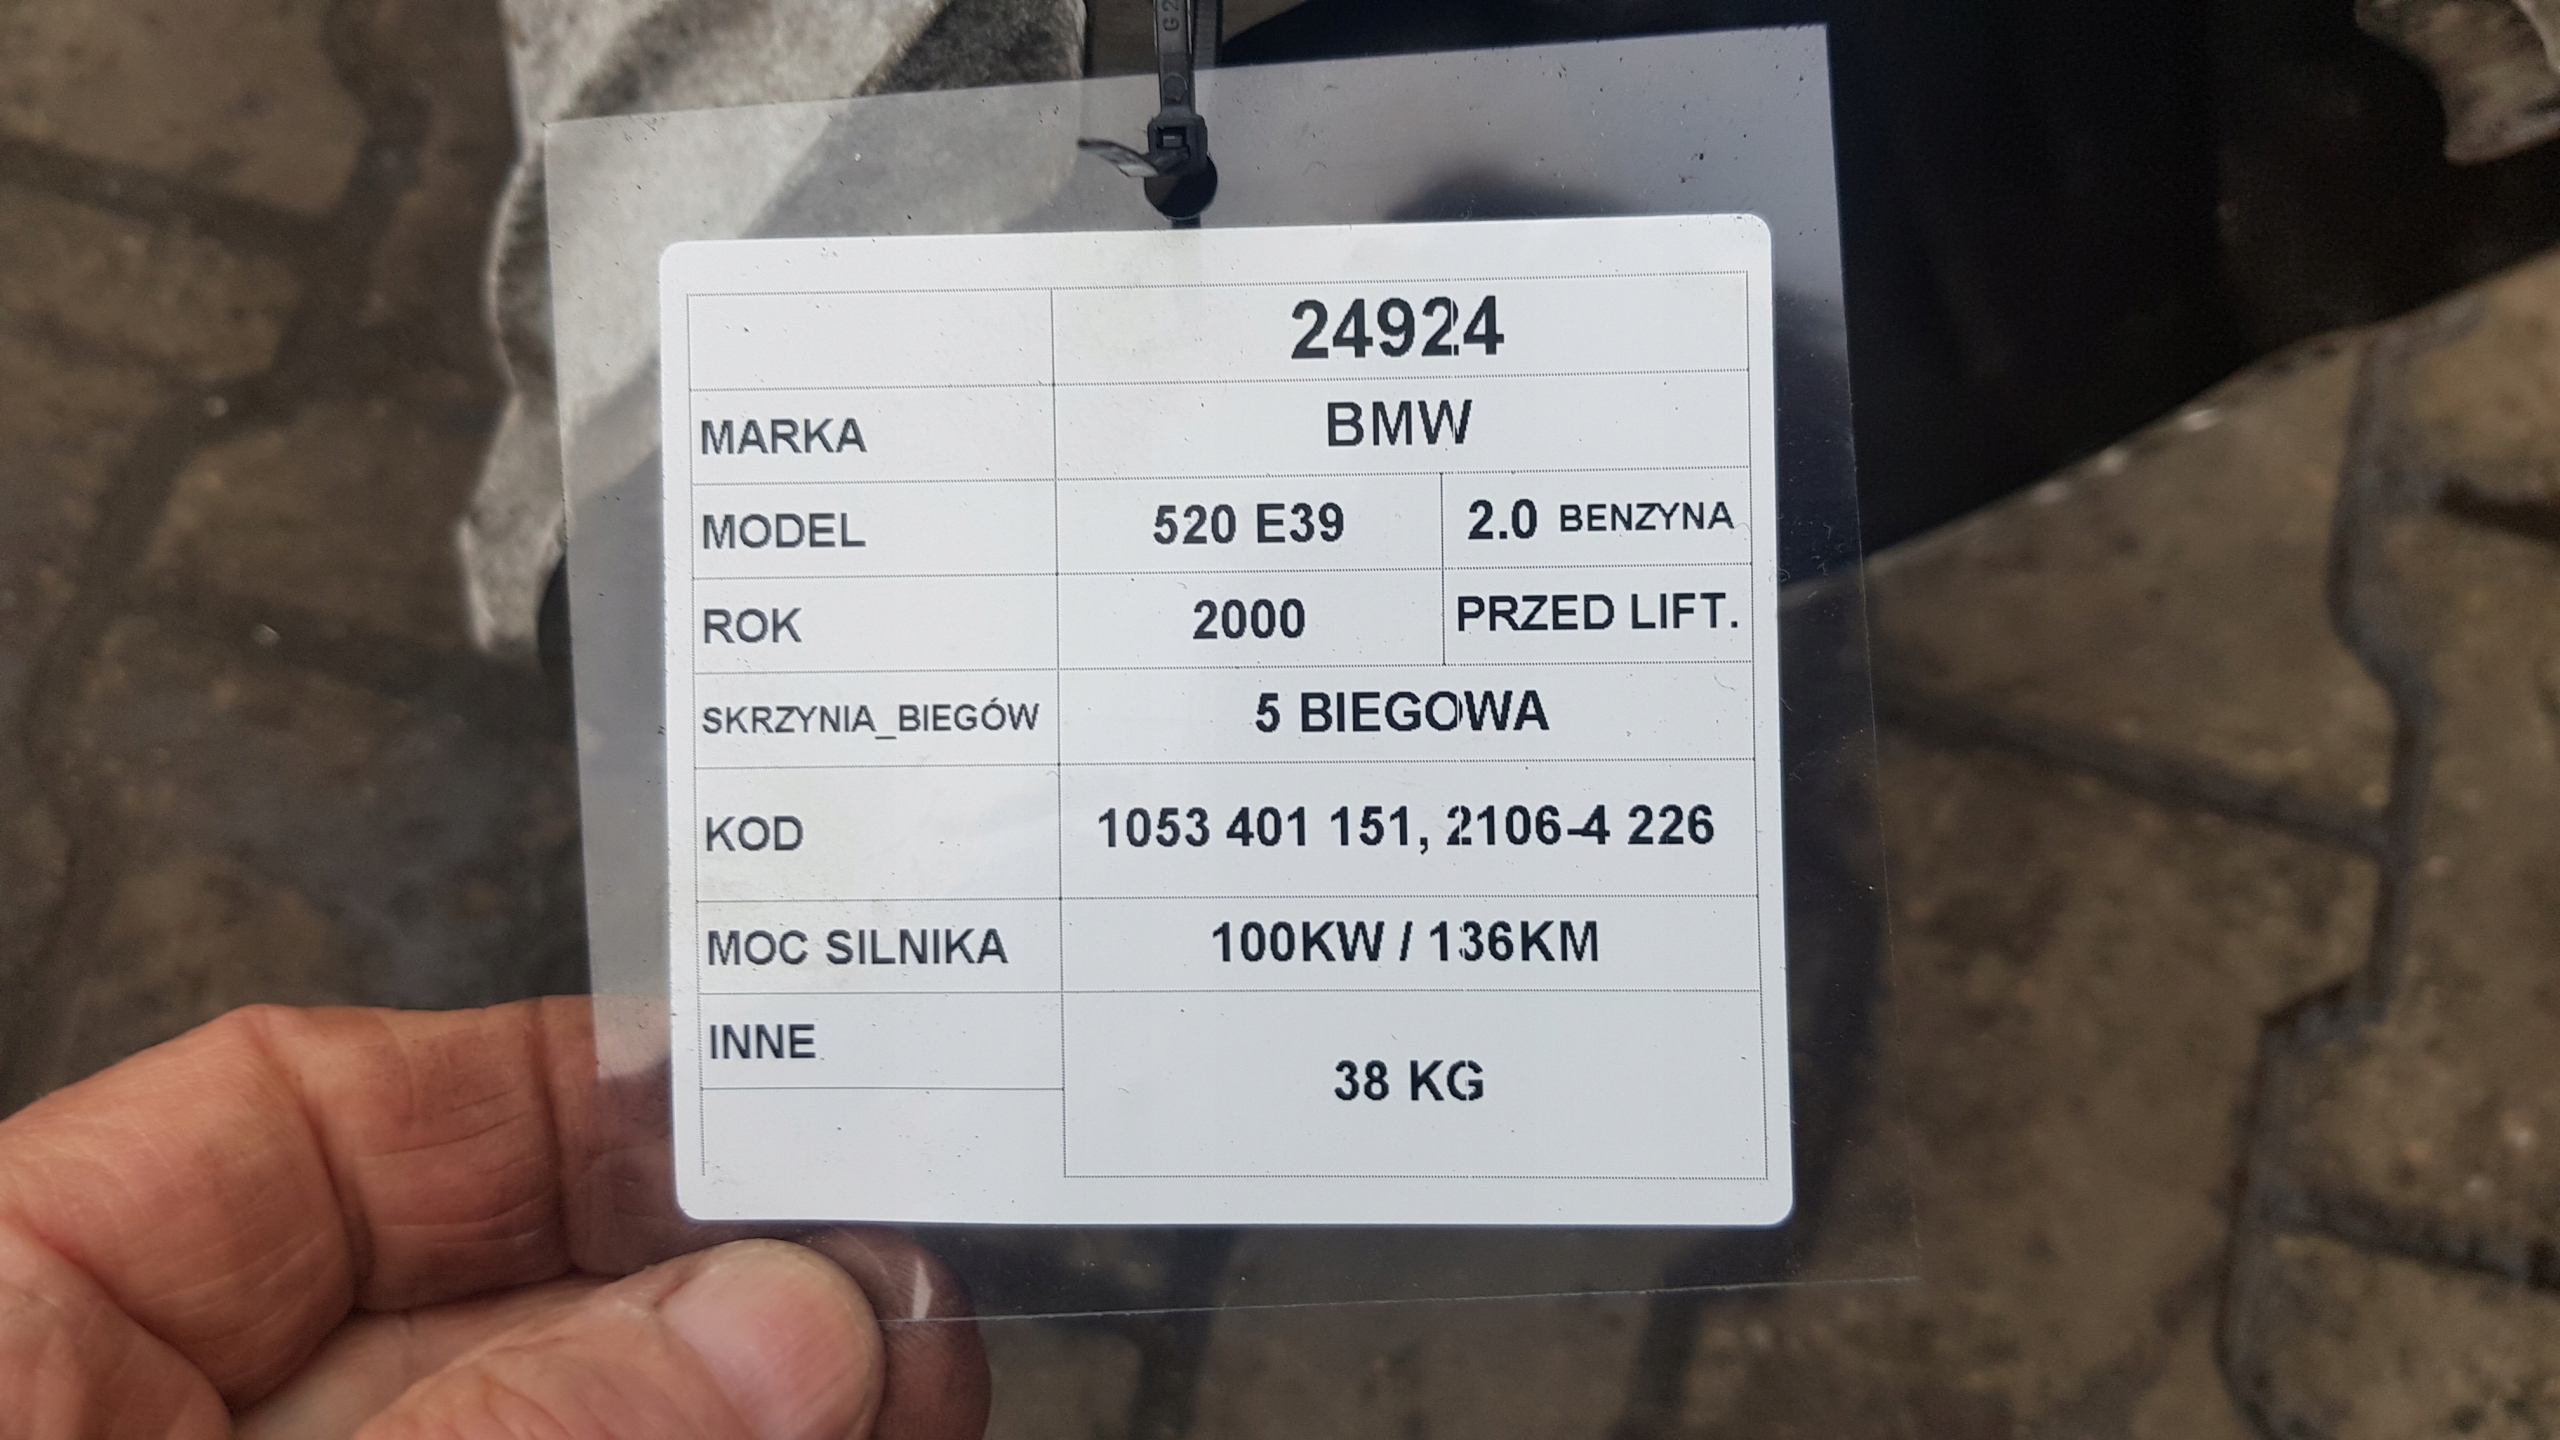 24924
MARKA BMW
MODEL 520 E39 2.0 BENZYNA
ROK 2000 PRZED LIFT.
SKRZYNIA_BIEGÓW 5 BIEGOWA
KOD 1053 401 151, 2106-4 226
MOC SILNIKA 100KW / 136KM
INNE 38 KG